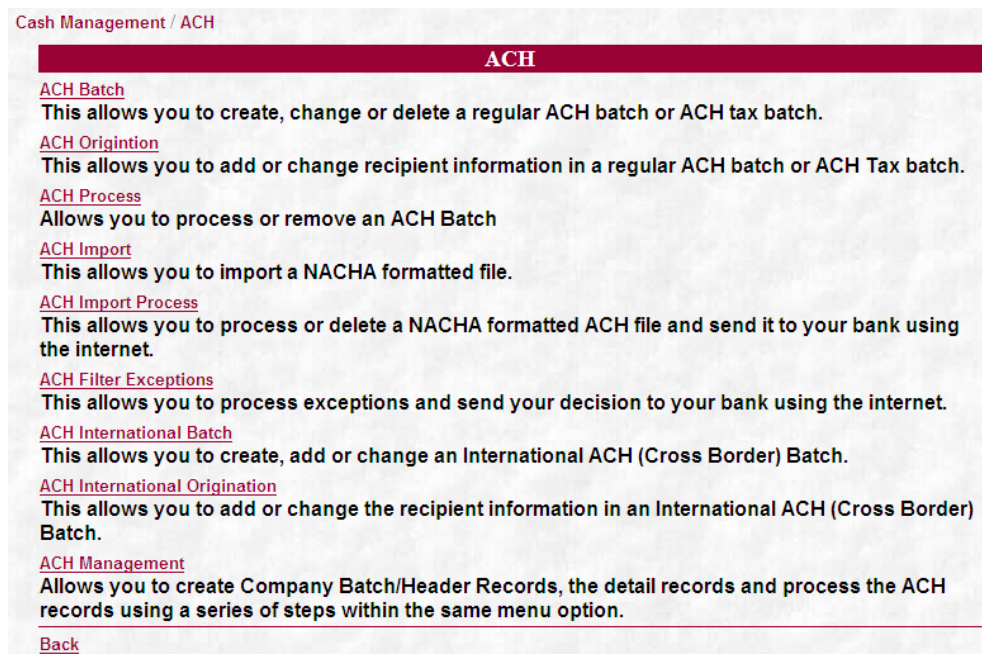 Cash Management / ACH
ACH
ACH Batch
This allows you to create, change or delete a regular ACH batch or ACH tax batch.
ACH Origintion
This allows you to add or change recipient information in a regular ACH batch or ACH Tax batch.
ACH Process
Allows you to process or remove an ACH Batch
ACH Import
This allows you to import a NACHA formatted file.
ACH Import Process
This allows you to process or delete a NACHA formatted ACH file and send it to your bank using
the internet.
ACH Filter Exceptions
This allows you to process exceptions and send your decision to your bank using the internet.
ACH International Batch
This allows you to create, add or change an International ACH (Cross Border) Batch.
ACH International Origination
This allows you to add or change the recipient information in an International ACH (Cross Border)
Batch.
ACH Management
Allows you to create Company Batch/Header Records, the detail records and process the ACH
records using a series of steps within the same menu option.
Back